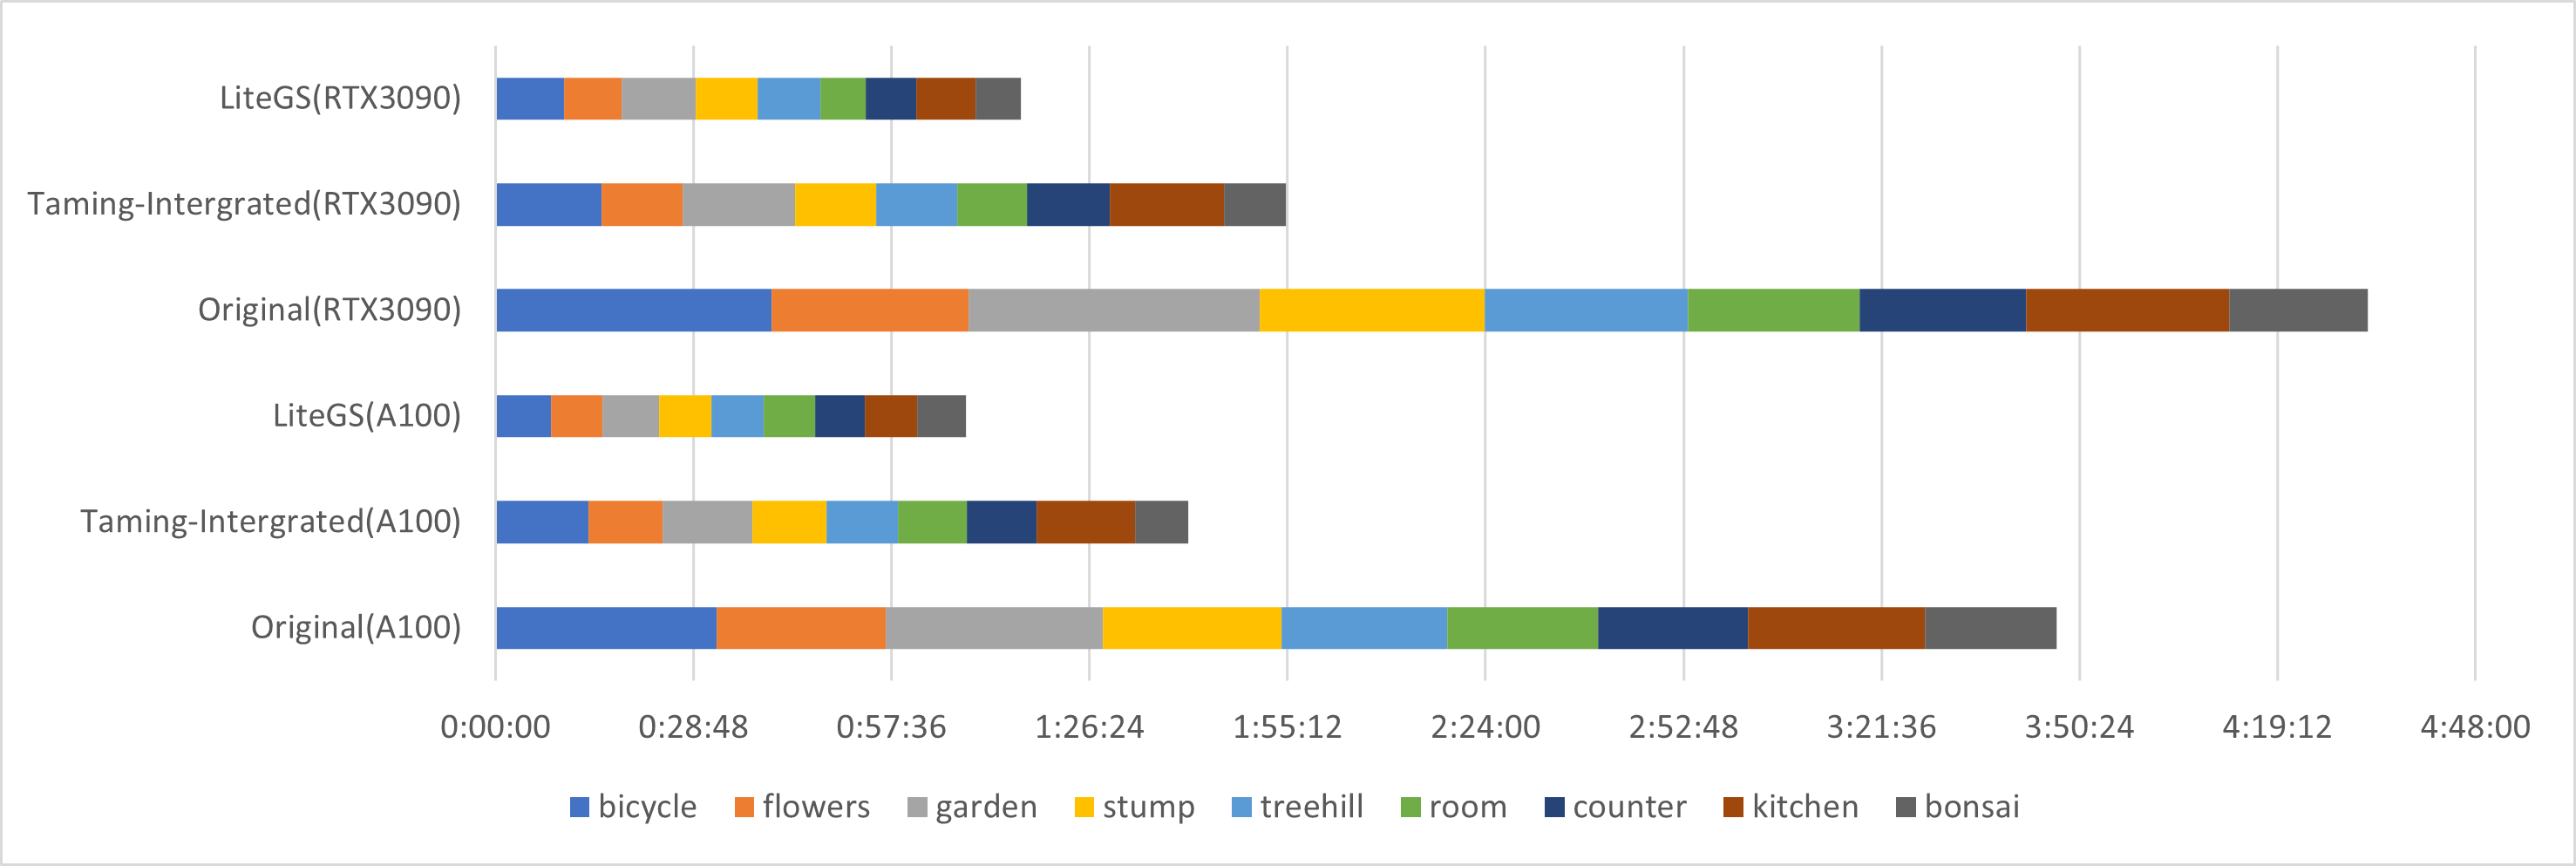 LiteGS(RTX3090)
Taming-Intergrated(RTX3090)
Original(RTX3090)
LiteGS(A100)
Taming-Intergrated(A100)
Original(A100)
0:00:00 0:28:48 0:57:36 1:26:24 1:55:12 2:24:00 2:52:48 3:21:36 3:50:24 4:19:12 4:48:00
bicycle flowers garden stump treehill room counter kitchen bonsai